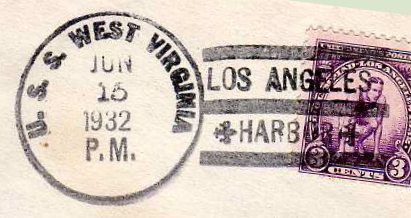 U. S. S. WEST VIRGINIA
JUN
15
1932
P.M.
LOS ANGELES
HARBOR
3 CENTS 3